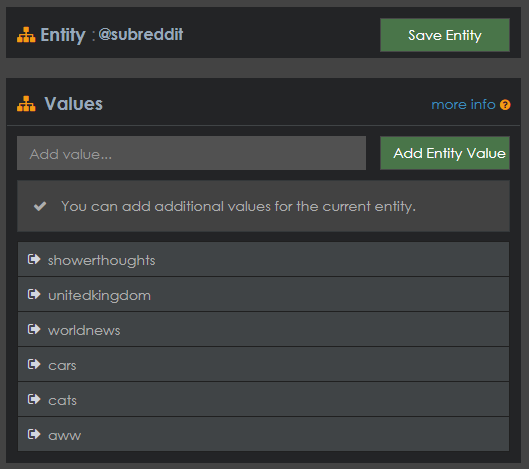 Entity : @subreddit
Save Entity
Values
more info
Add value...
Add Entity Value
You can add additional values for the current entity.
showerthoughts
unitedkingdom
worldnews
cars
cats
aww